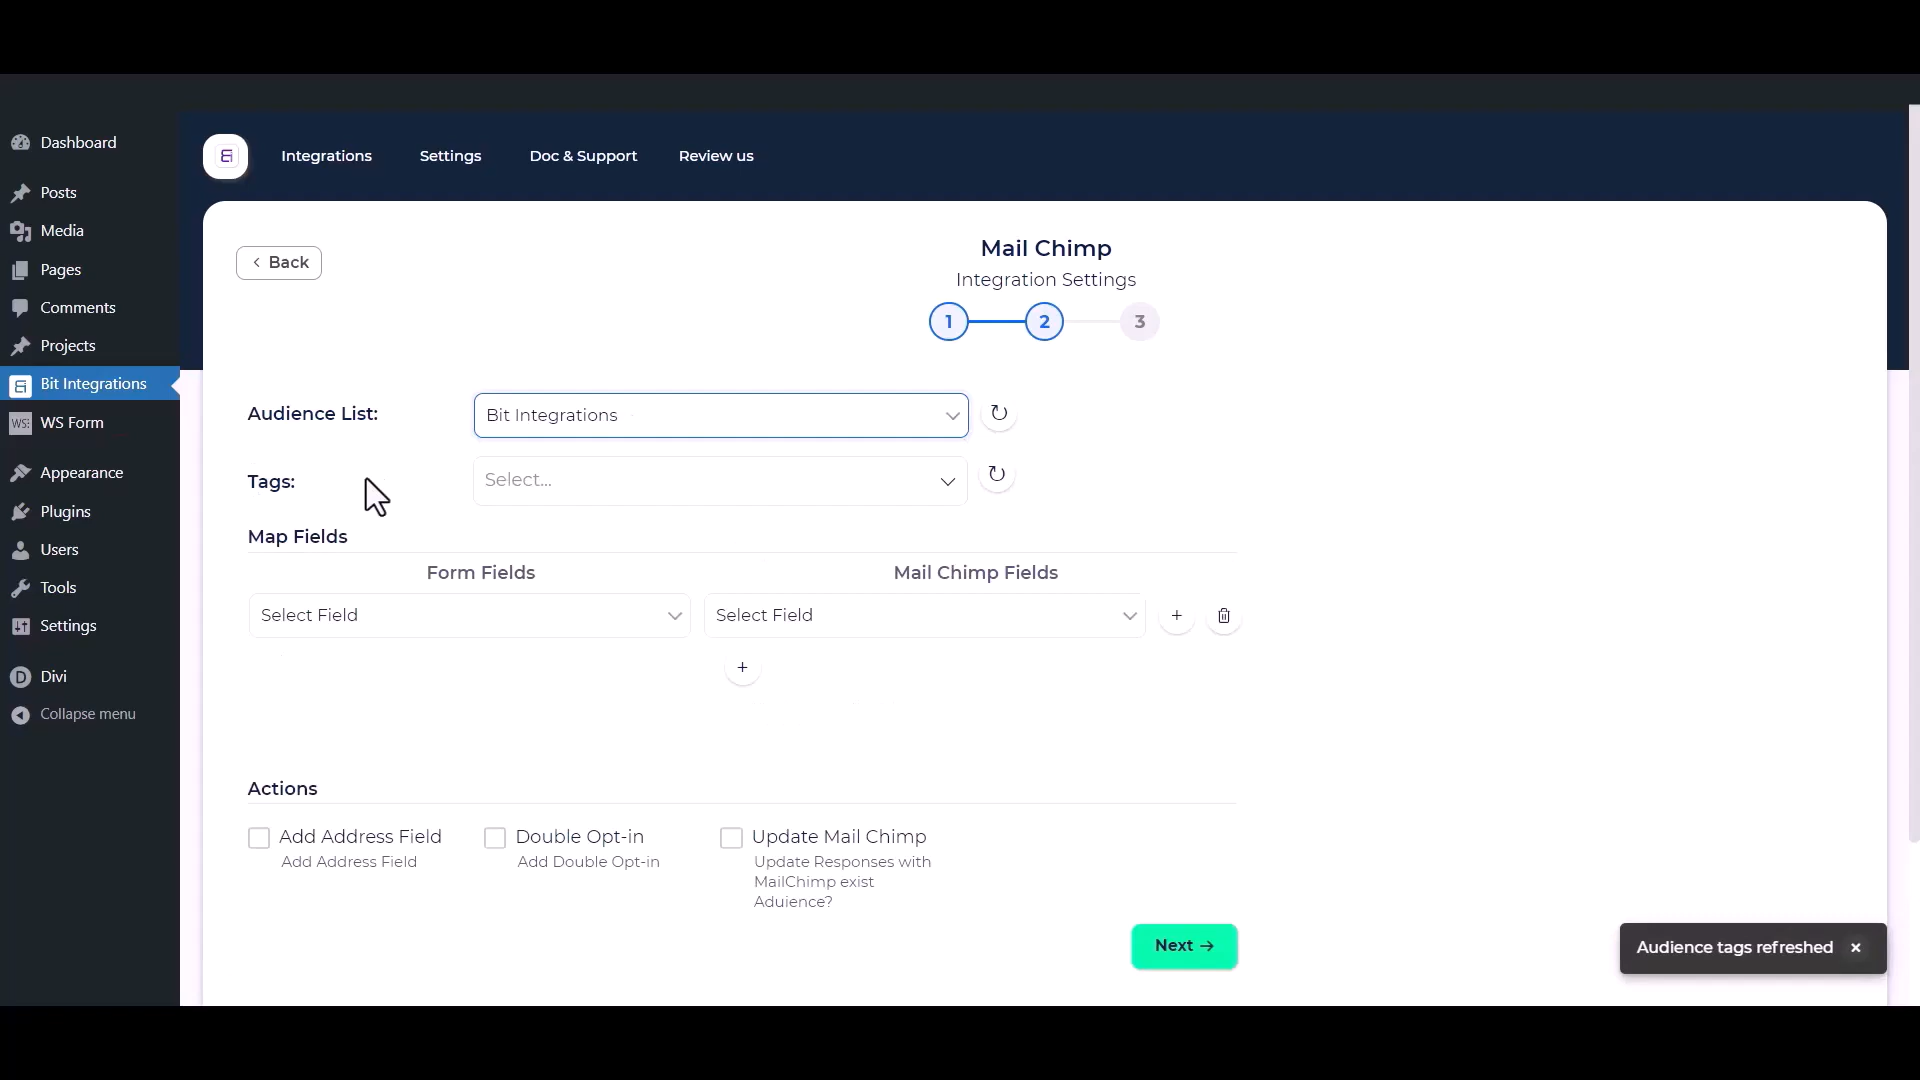 Dashboard
Posts
Media
Pages
Comments
Projects
Bit Integrations
WS Form
Appearance
Plugins
Users
Tools
Settings
Divi
Collapse menu
Integrations
Settings
Doc & Support
Review us
Back
Mail Chimp
Integration Settings
1
2
3
Audience List:
Bit Integrations
Tags:
Select...
Map Fields
Form Fields
Mail Chimp Fields
Select Field
Select Field
+
+
Actions
Add Address Field
Add Address Field
Double Opt-in
Add Double Opt-in
Update Mail Chimp
Update Responses with
MailChimp exist
Aduience?
Next →
Audience tags refreshed ×